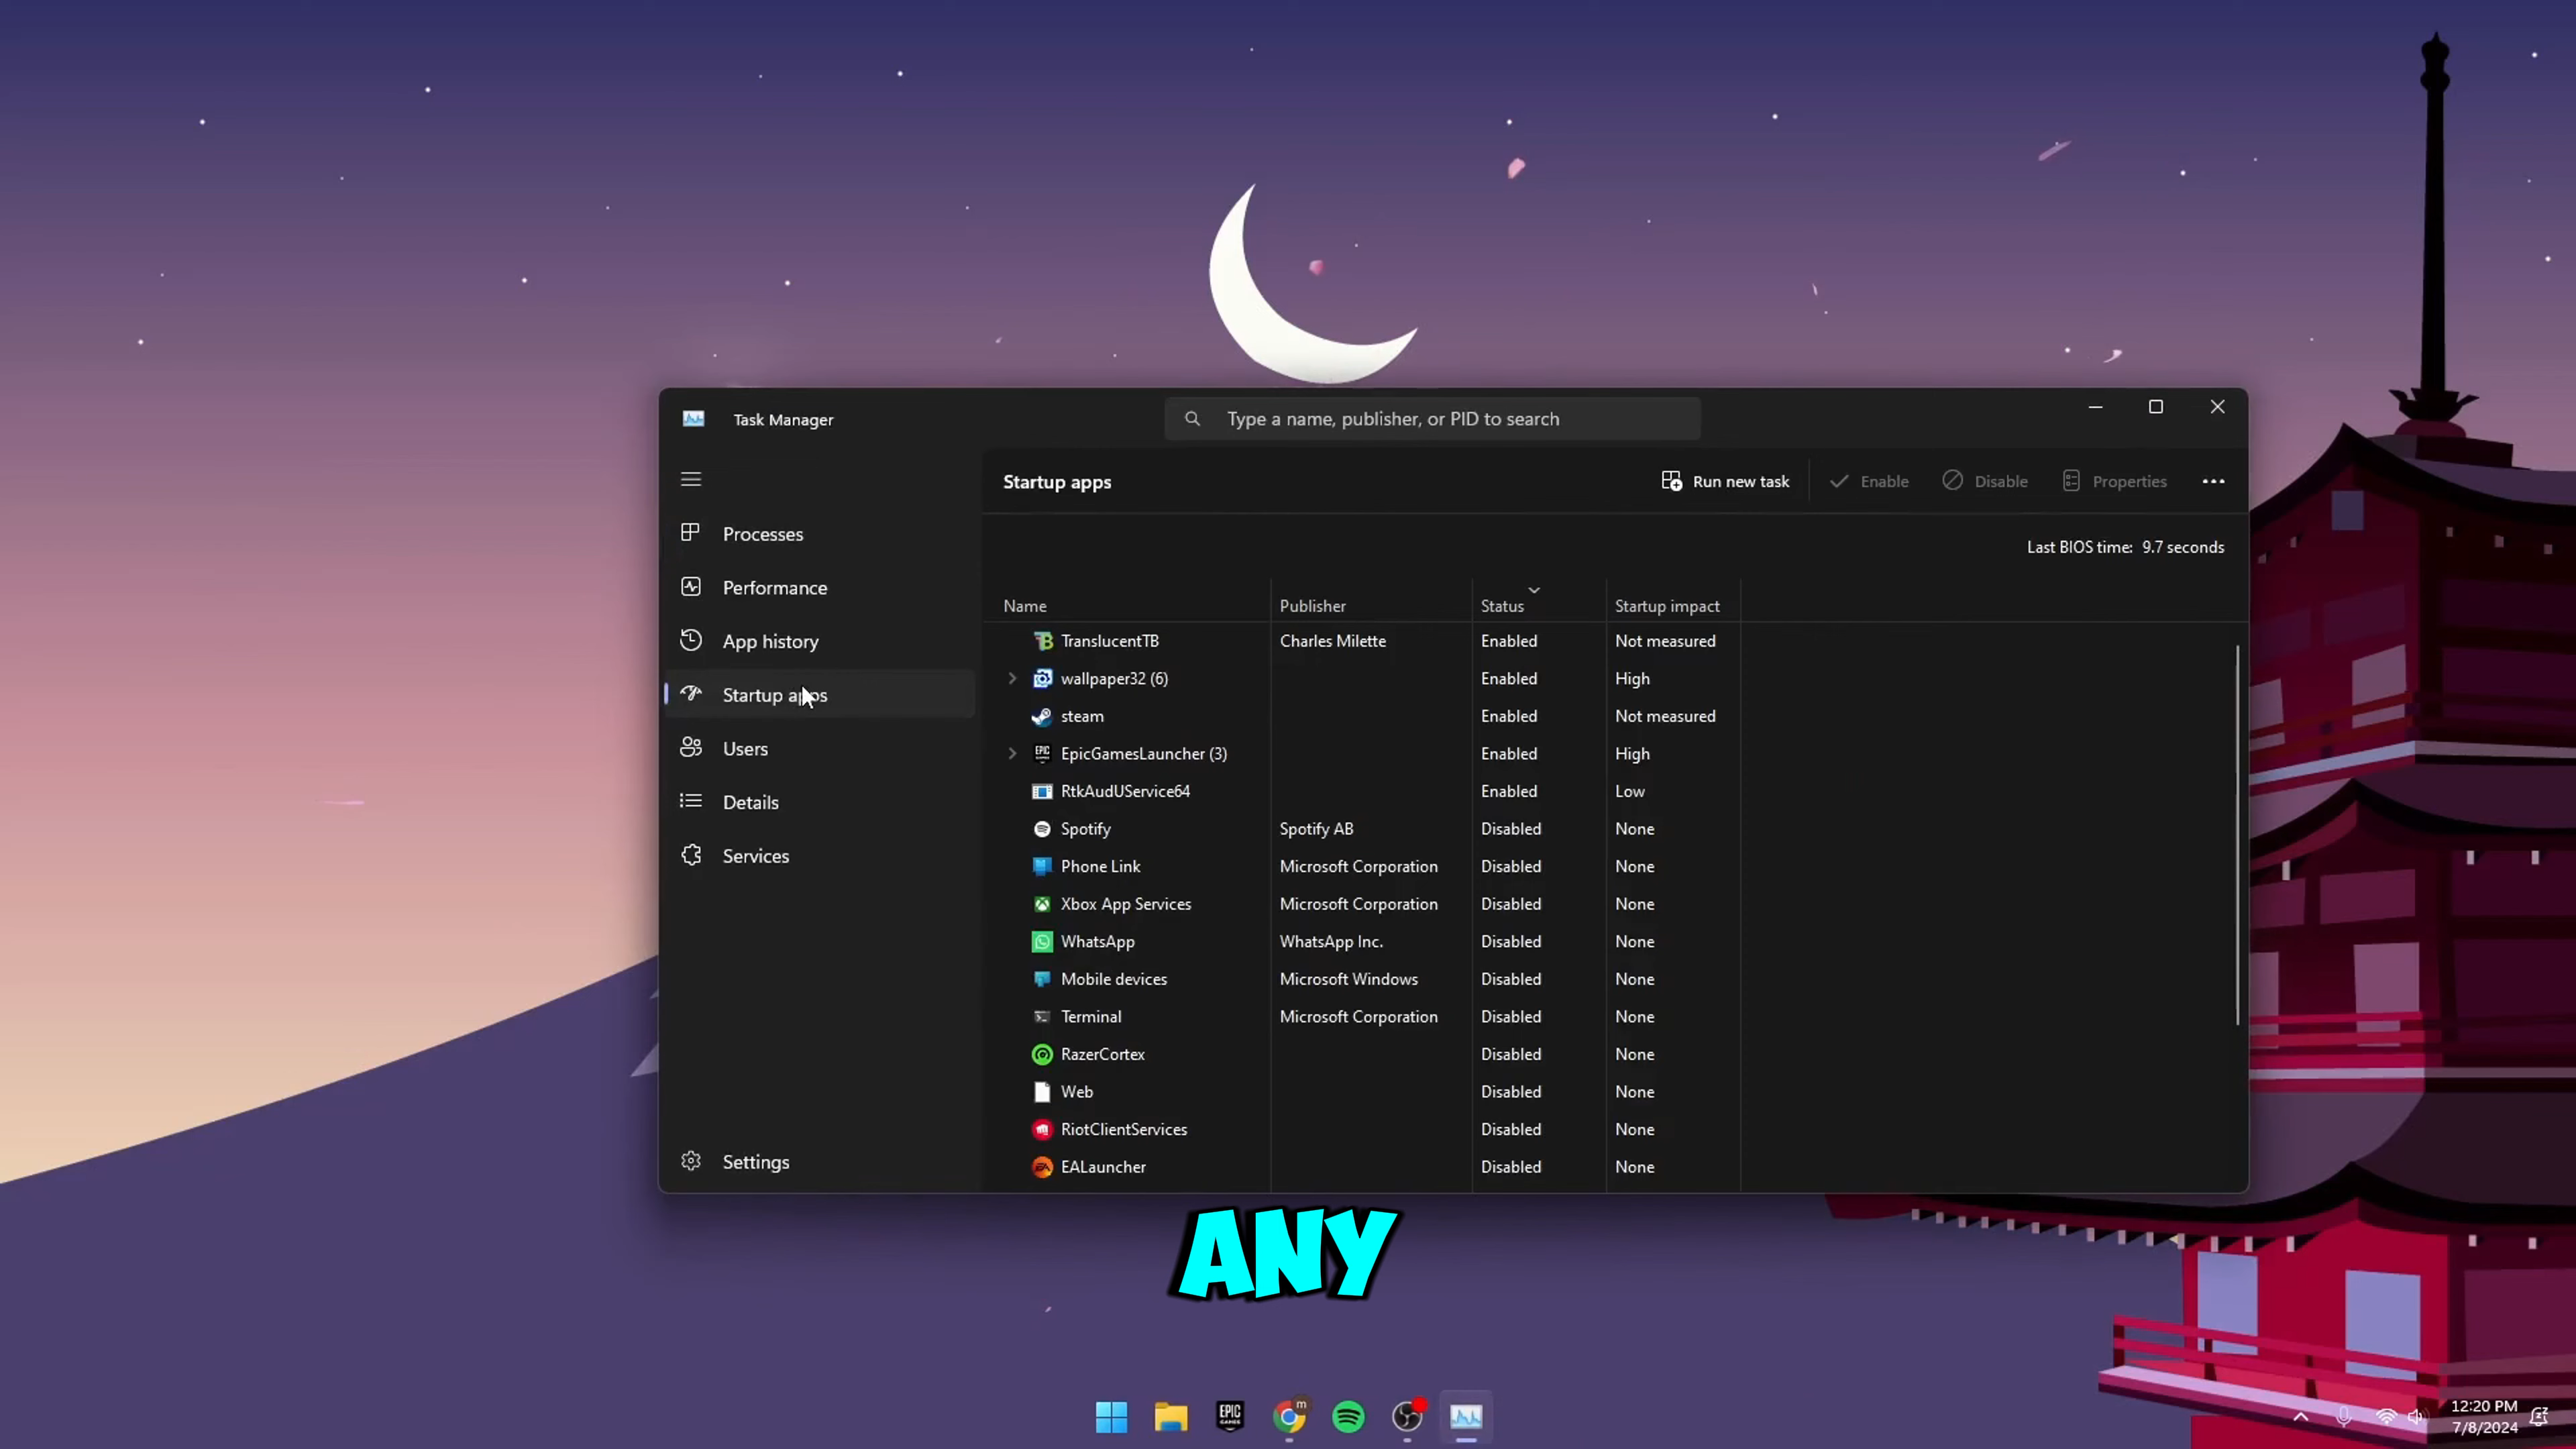 Task Manager
Type a name, publisher, or PID to search
Startup apps
Run new task
Enable
Disable
Properties
Processes
Performance
App history
Startup apps
Users
Details
Services
Settings
Last BIOS time: 9.7 seconds
Name Publisher Status Startup impact
TranslucentTB Charles Milette Enabled Not measured
wallpaper32 (6) Enabled High
steam Enabled Not measured
EpicGamesLauncher (3) Enabled High
RtkAudUService64 Enabled Low
Spotify Spotify AB Disabled None
Phone Link Microsoft Corporation Disabled None
Xbox App Services Microsoft Corporation Disabled None
WhatsApp WhatsApp Inc. Disabled None
Mobile devices Microsoft Windows Disabled None
Terminal Microsoft Corporation Disabled None
RazerCortex Disabled None
Web Disabled None
RiotClientServices Disabled None
EALauncher Disabled None
ANY
EPIC GAMES
m
12:20 PM
7/8/2024